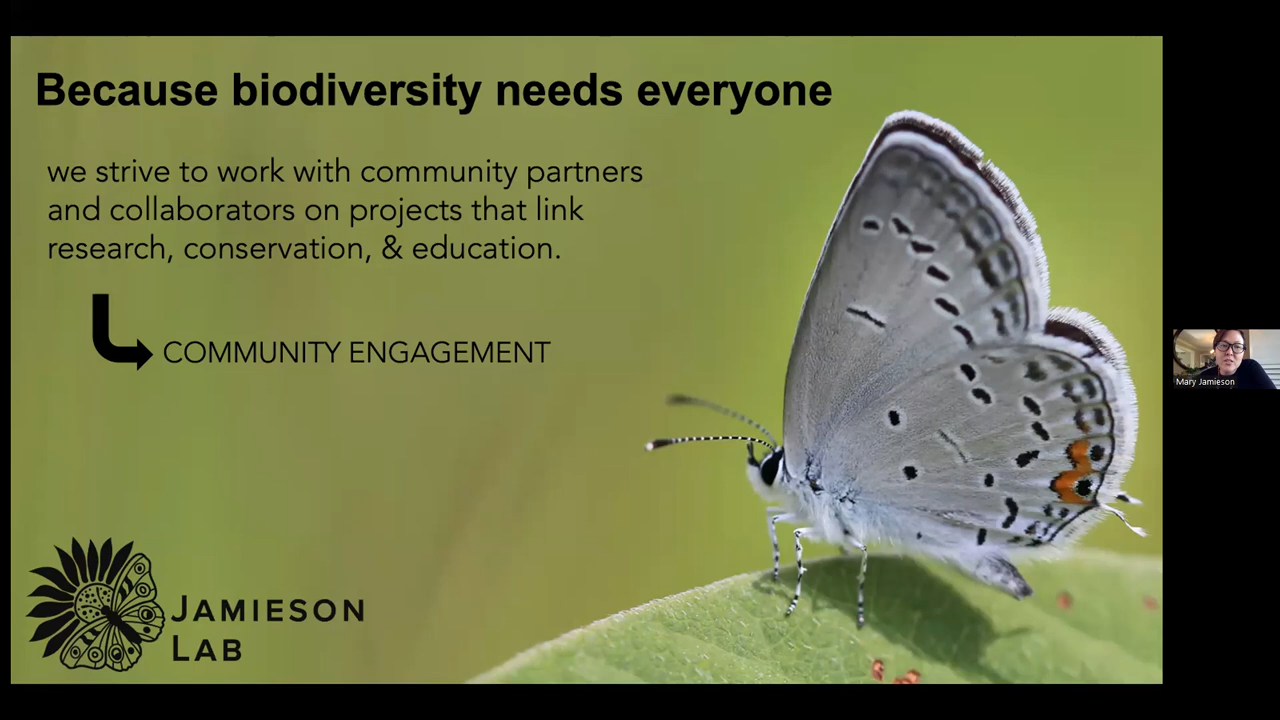 Because biodiversity needs everyone
we strive to work with community partners
and collaborators on projects that link
research, conservation, & education.
COMMUNITY ENGAGEMENT
JAMIESON
LAB
Mary Jamieson